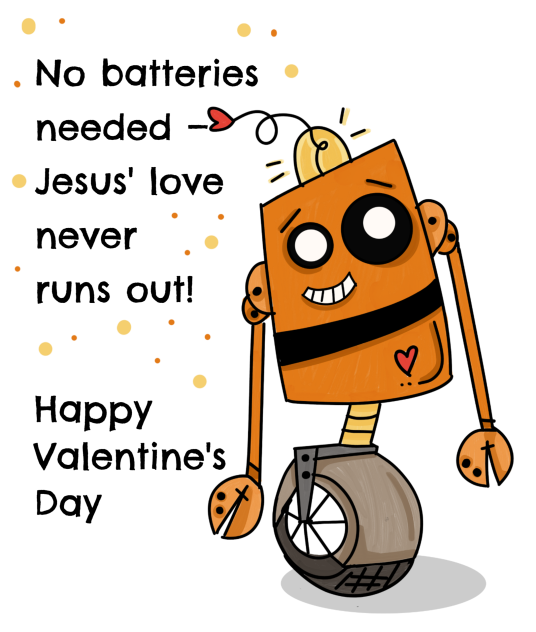 No batteries
needed –
Jesus' love
never
runs out!
Happy
Valentine's
Day